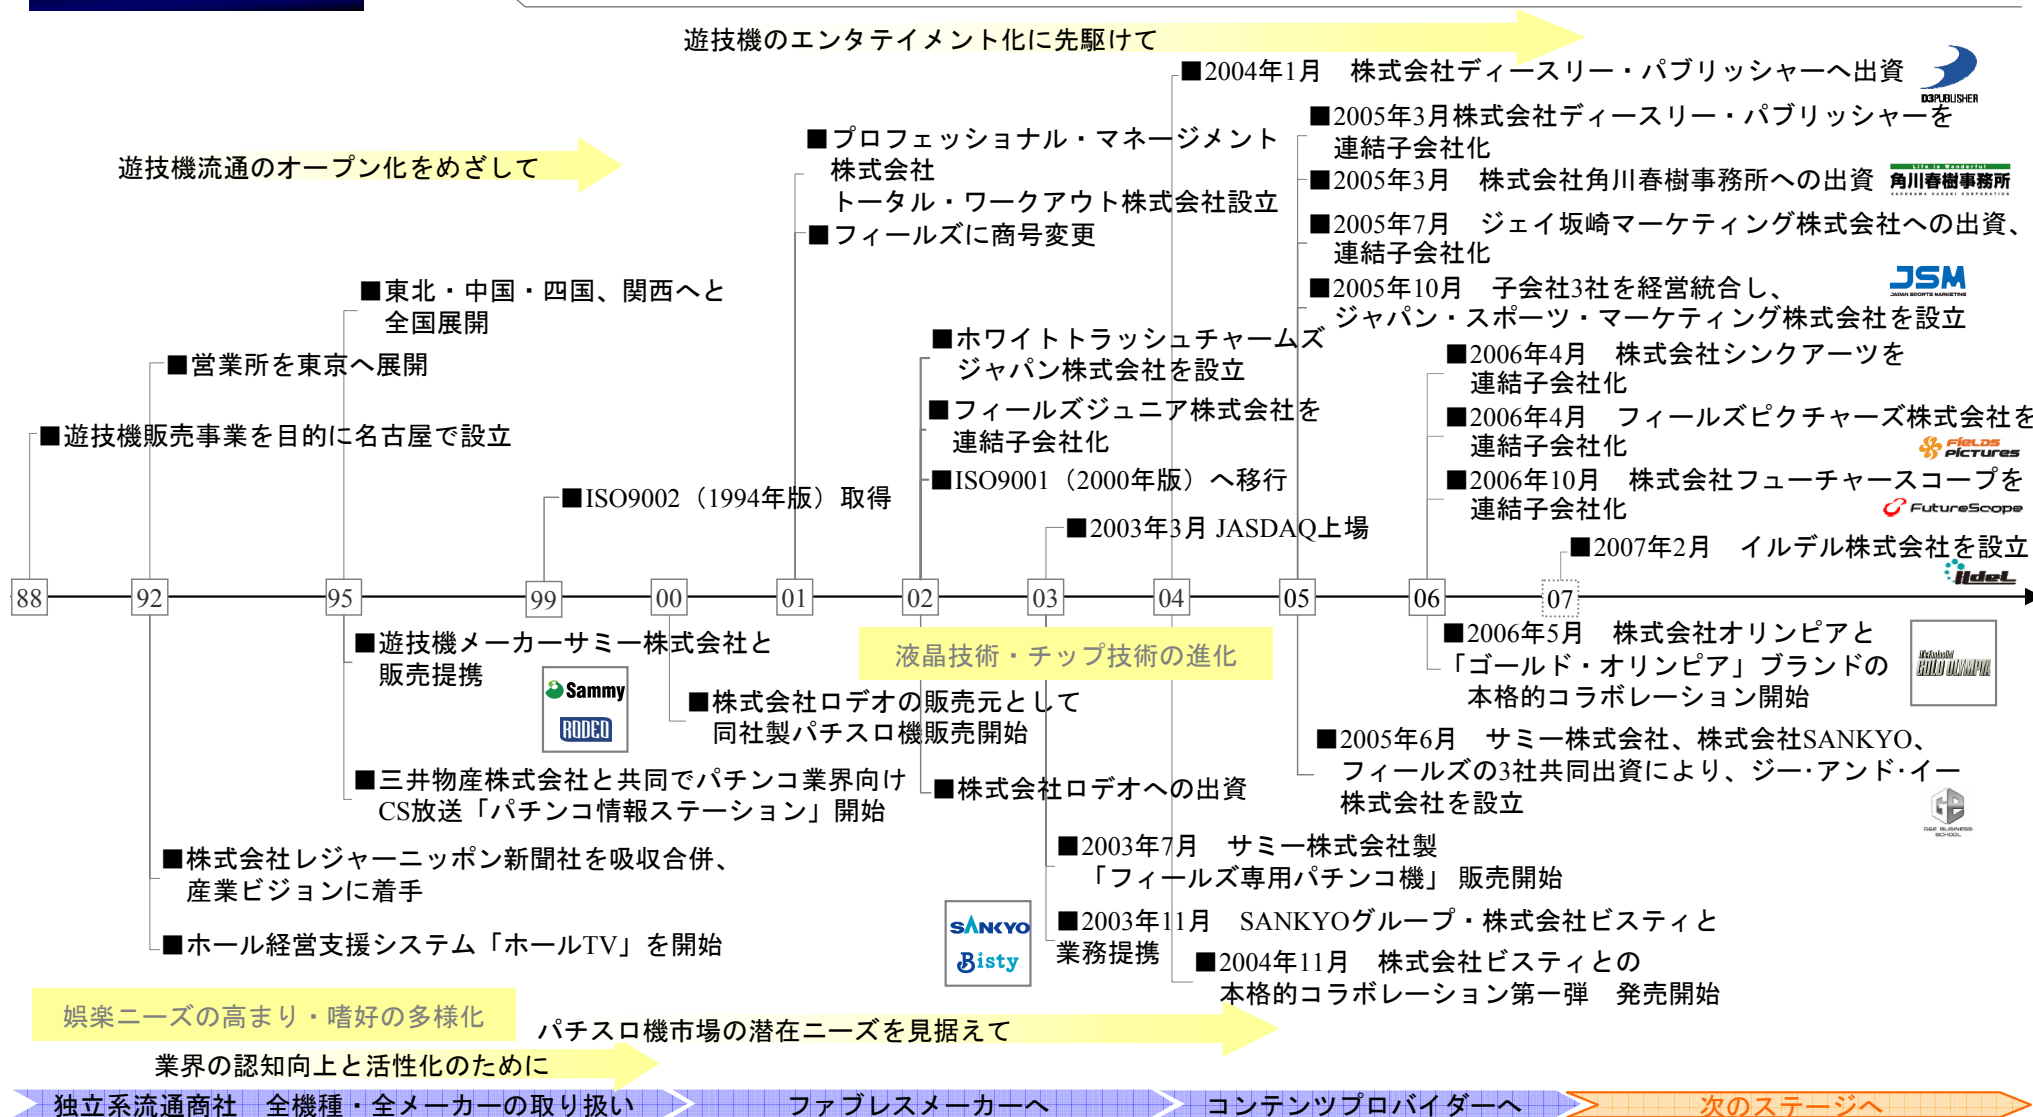 遊技機のエンタテイメント化に先駆けて
■2004年1月　株式会社ディースリー・パブリッシャーへ出資
D3PUBLISHER
■2005年3月株式会社ディースリー・パブリッシャーを
連結子会社化
■プロフェッショナル・マネージメント
株式会社
トータル・ワークアウト株式会社設立
遊技機流通のオープン化をめざして
■2005年3月　株式会社角川春樹事務所への出資
Life is Wonderful
角川春樹事務所
KADOKAWA HARUKI CORPORATION
■2005年7月　ジェイ坂崎マーケティング株式会社への出資、
連結子会社化
■フィールズに商号変更
■2005年10月　子会社3社を経営統合し、
ジャパン・スポーツ・マーケティング株式会社を設立
JSM
JAPAN SPORTS MARKETING
■東北・中国・四国、関西へと
全国展開
■ホワイトトラッシュチャームズ
ジャパン株式会社を設立
■2006年4月　株式会社シンクアーツを
連結子会社化
■営業所を東京へ展開
■フィールズジュニア株式会社を
連結子会社化
■2006年4月　フィールズピクチャーズ株式会社を
連結子会社化
FIELDS
PICTURES
■遊技機販売事業を目的に名古屋で設立
■ISO9001（2000年版）へ移行
■2006年10月　株式会社フューチャースコープを
連結子会社化
FutureScope
■ISO9002（1994年版）取得
■2003年3月 JASDAQ上場
■2007年2月　イルデル株式会社を設立
ildeL
88 92 95 99 00 01 02 03 04 05 06 07
■遊技機メーカーサミー株式会社と
販売提携
Sammy
RODEO
液晶技術・チップ技術の進化
■2006年5月　株式会社オリンピアと
「ゴールド・オリンピア」ブランドの
本格的コラボレーション開始
GOLD OLYMPIA
■株式会社ロデオの販売元として
同社製パチスロ機販売開始
■2005年6月　サミー株式会社、株式会社SANKYO、
フィールズの3社共同出資により、ジー・アンド・イー
株式会社を設立
G&E BUSINESS
SCHOOL
■三井物産株式会社と共同でパチンコ業界向け
CS放送「パチンコ情報ステーション」開始
■株式会社ロデオへの出資
■株式会社レジャーニッポン新聞社を吸収合併、
産業ビジョンに着手
■2003年7月　サミー株式会社製
「フィールズ専用パチンコ機」 販売開始
■ホール経営支援システム「ホールTV」を開始
SANKYO
Bisty
■2003年11月　SANKYOグループ・株式会社ビスティと
業務提携
■2004年11月　株式会社ビスティとの
本格的コラボレーション第一弾　発売開始
娯楽ニーズの高まり・嗜好の多様化
パチスロ機市場の潜在ニーズを見据えて
業界の認知向上と活性化のために
独立系流通商社　全機種・全メーカーの取り扱い
ファブレスメーカーへ
コンテンツプロバイダーへ
次のステージへ